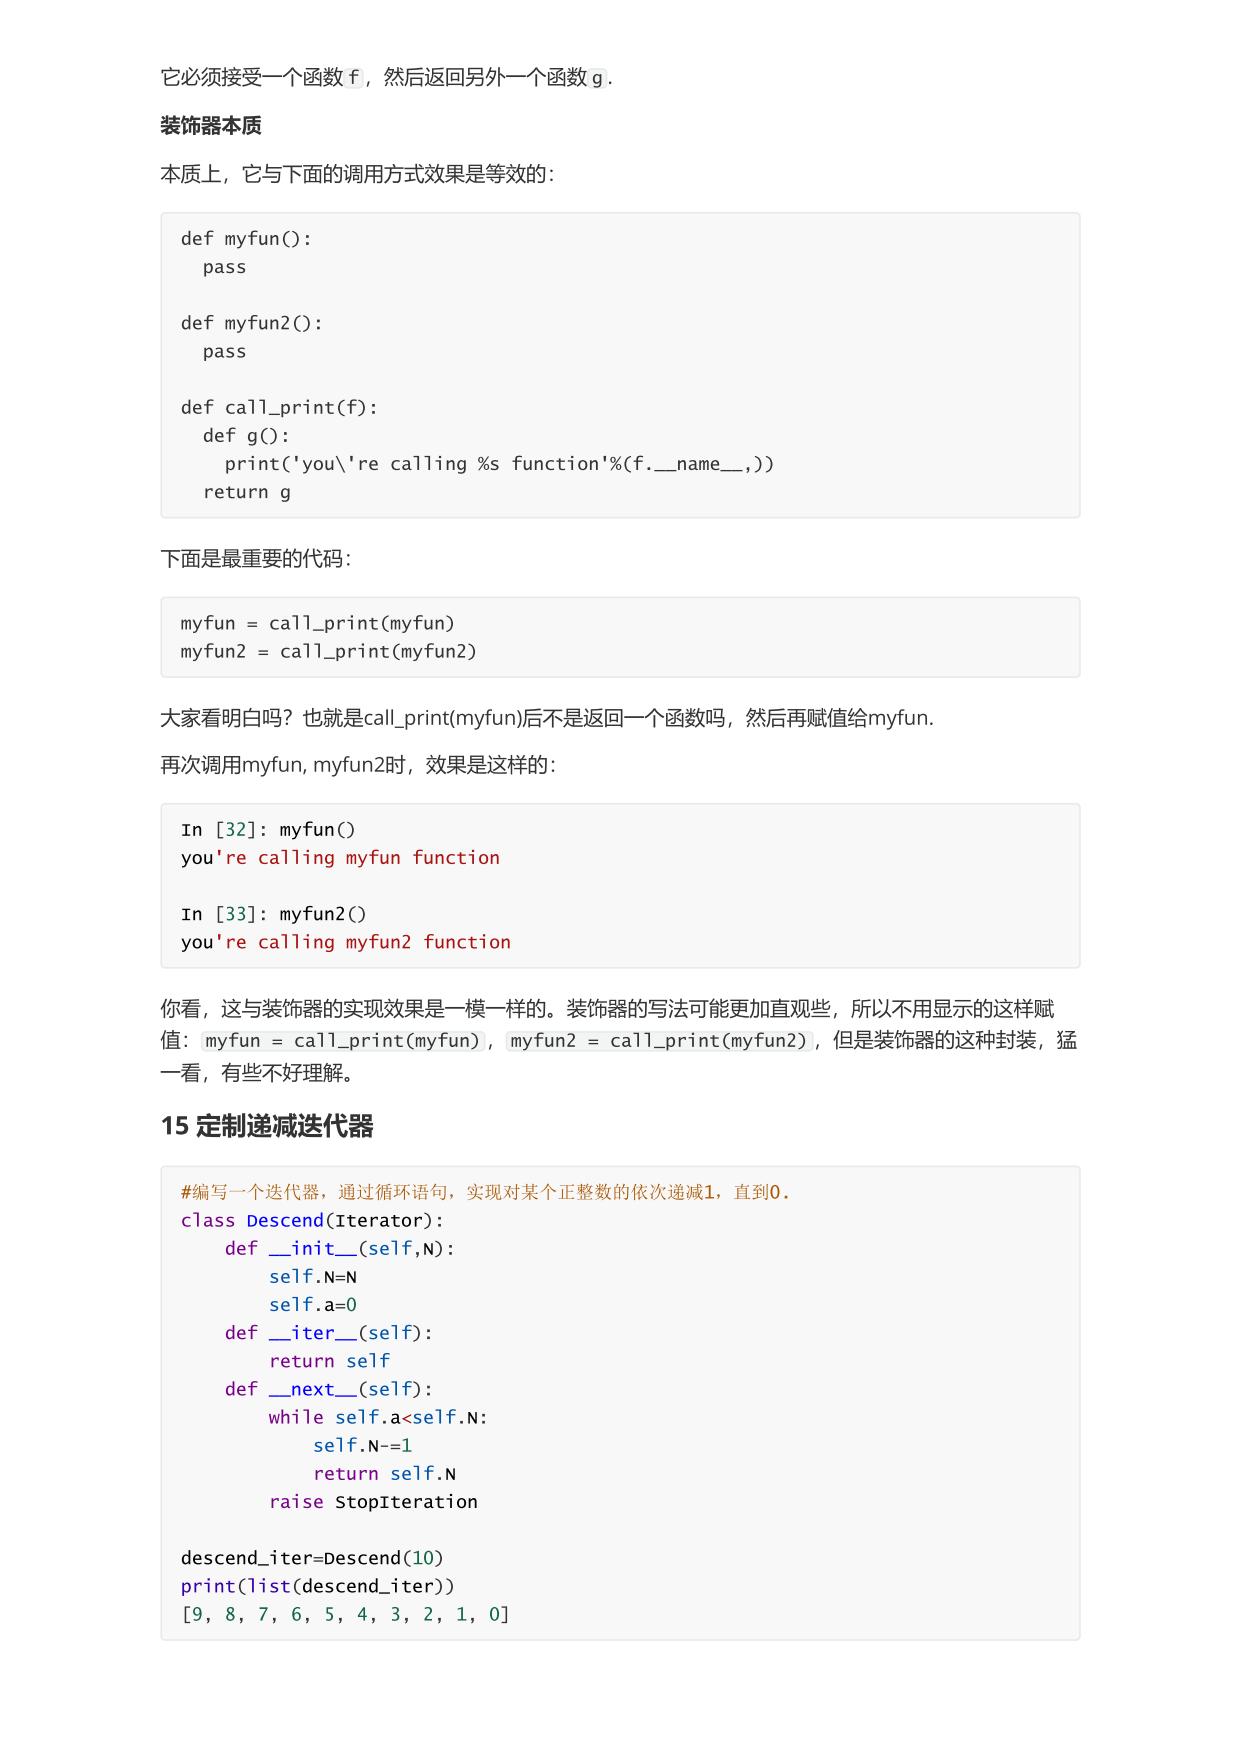 它必须接受一个函数f，然后返回另外一个函数g.
装饰器本质
本质上，它与下面的调用方式效果是等效的：
def myfun():
  pass

def myfun2():
  pass

def call_print(f):
  def g():
    print('you\'re calling %s function'%(f.__name__,))
  return g
下面是最重要的代码：
myfun = call_print(myfun)
myfun2 = call_print(myfun2)
大家看明白吗？也就是call_print(myfun)后不是返回一个函数吗，然后再赋值给myfun.
再次调用myfun, myfun2时，效果是这样的：
In [32]: myfun()
you're calling myfun function

In [33]: myfun2()
you're calling myfun2 function
你看，这与装饰器的实现效果是一模一样的。装饰器的写法可能更加直观些，所以不用显示的这样赋
值：myfun = call_print(myfun)，myfun2 = call_print(myfun2)，但是装饰器的这种封装，猛
一看，有些不好理解。
15 定制递减迭代器
#编写一个迭代器，通过循环语句，实现对某个正整数的依次递减1，直到0.
class Descend(Iterator):
    def __init__(self,N):
        self.N=N
        self.a=0
    def __iter__(self):
        return self
    def __next__(self):
        while self.a<self.N:
            self.N-=1
            return self.N
        raise StopIteration

descend_iter=Descend(10)
print(list(descend_iter))
[9, 8, 7, 6, 5, 4, 3, 2, 1, 0]